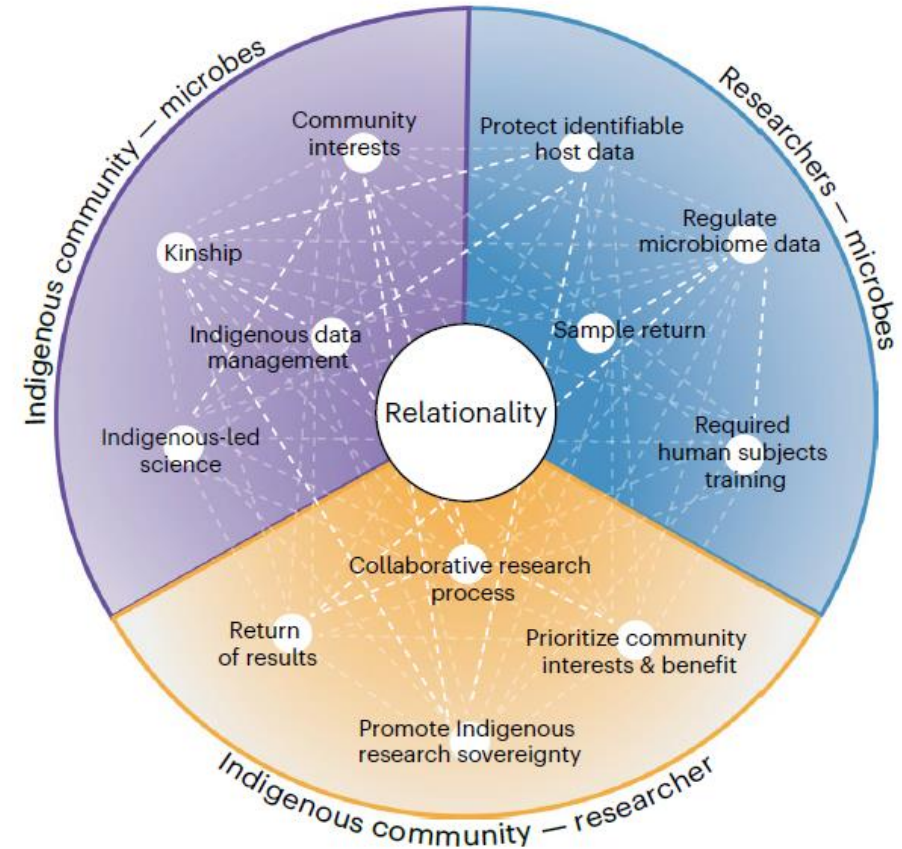 Indigenous community — microbes
Researchers — microbes
Community
interests
Protect identifiable
host data
Kinship
Regulate
microbiome data
Indigenous data
management
Sample return
Relationality
Indigenous-led
science
Required
human subjects
training
Collaborative research
process
Return
of results
Prioritize community
interests & benefit
Promote Indigenous
research sovereignty
Indigenous community — researcher